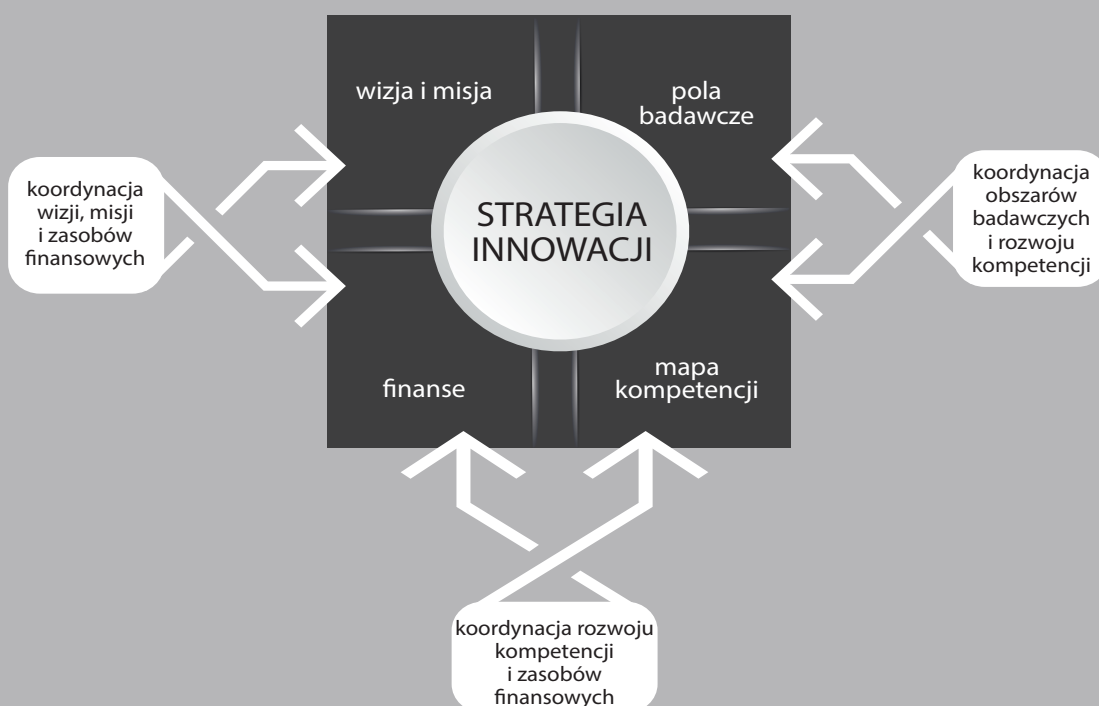 wizja i misja
pola
badawcze
koordynacja
wizji, misji
i zasobów
finansowych
STRATEGIA
INNOWACJI
koordynacja
obszarów
badawczych
i rozwoju
kompetencji
finanse
mapa
kompetencji
koordynacja rozwoju
kompetencji
i zasobów
finansowych